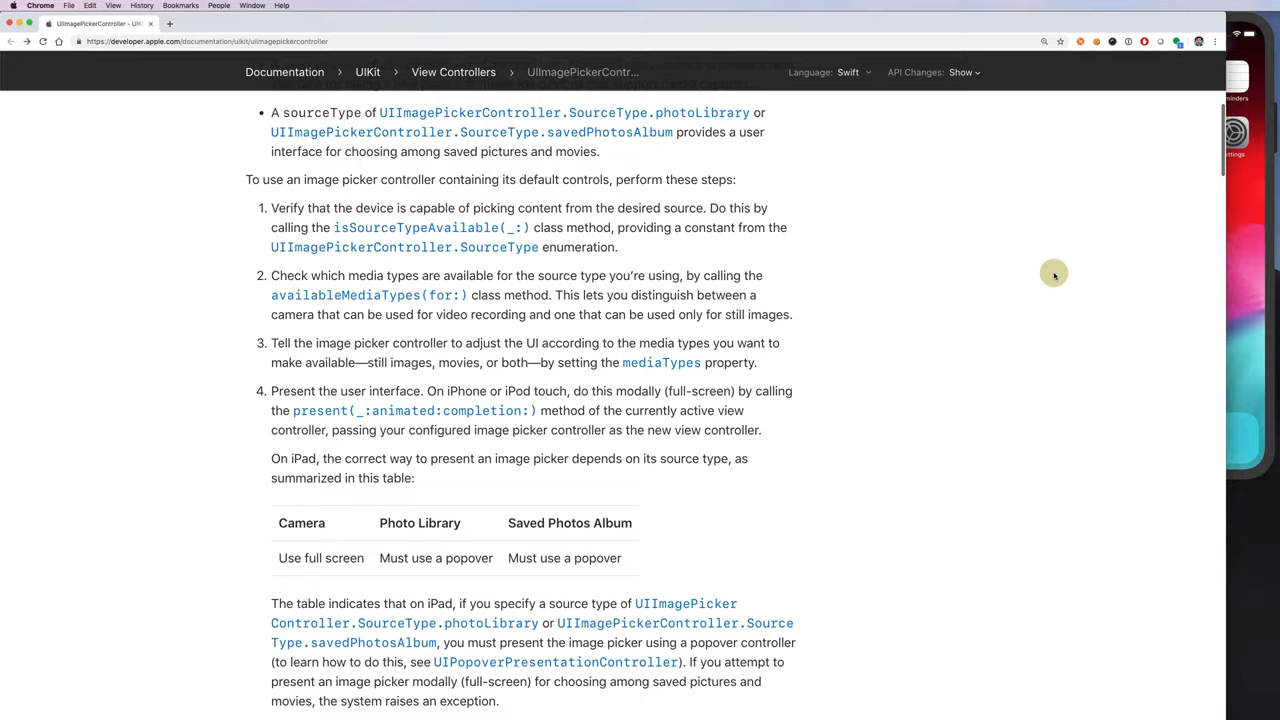 Chrome File Edit View History Bookmarks People Window Help
UIImagePickerController - UIKi
https://developer.apple.com/documentation/uikit/uiimagepickercontroller
Documentation > UIKit > View Controllers > UIImagePickerContr... Language: Swift API Changes: Show
• A sourceType of UIImagePickerController.SourceType.photoLibrary or
UIImagePickerController.SourceType.savedPhotosAlbum provides a user
interface for choosing among saved pictures and movies.
To use an image picker controller containing its default controls, perform these steps:
1. Verify that the device is capable of picking content from the desired source. Do this by
calling the isSourceTypeAvailable(_:) class method, providing a constant from the
UIImagePickerController.SourceType enumeration.
2. Check which media types are available for the source type you’re using, by calling the
availableMediaTypes(for:) class method. This lets you distinguish between a
camera that can be used for video recording and one that can be used only for still images.
3. Tell the image picker controller to adjust the UI according to the media types you want to
make available—still images, movies, or both—by setting the mediaTypes property.
4. Present the user interface. On iPhone or iPod touch, do this modally (full-screen) by calling
the present(_:animated:completion:) method of the currently active view
controller, passing your configured image picker controller as the new view controller.
On iPad, the correct way to present an image picker depends on its source type, as
summarized in this table:
Camera Photo Library Saved Photos Album
Use full screen Must use a popover Must use a popover
The table indicates that on iPad, if you specify a source type of UIImagePicker
Controller.SourceType.photoLibrary or UIImagePickerController.Source
Type.savedPhotosAlbum, you must present the image picker using a popover controller
(to learn how to do this, see UIPopoverPresentationController). If you attempt to
present an image picker modally (full-screen) for choosing among saved pictures and
movies, the system raises an exception.
minders
ettings